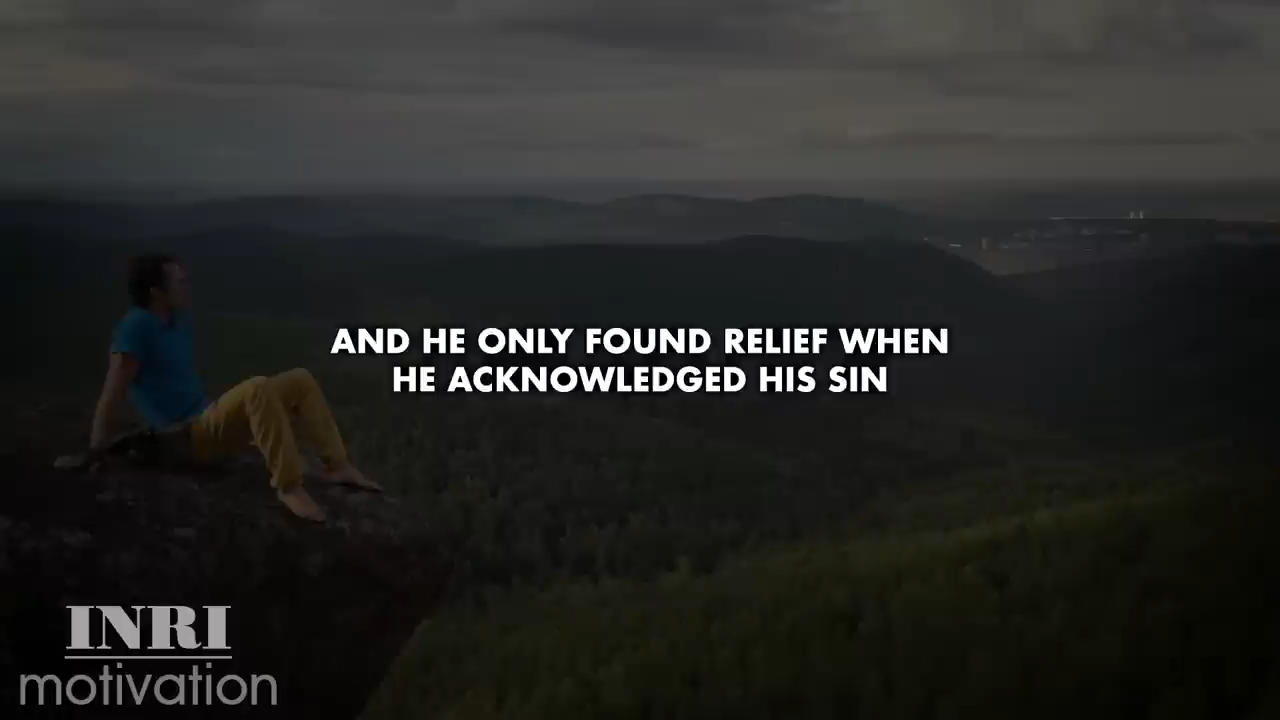 AND HE ONLY FOUND RELIEF WHEN
HE ACKNOWLEDGED HIS SIN
INRI
motivation